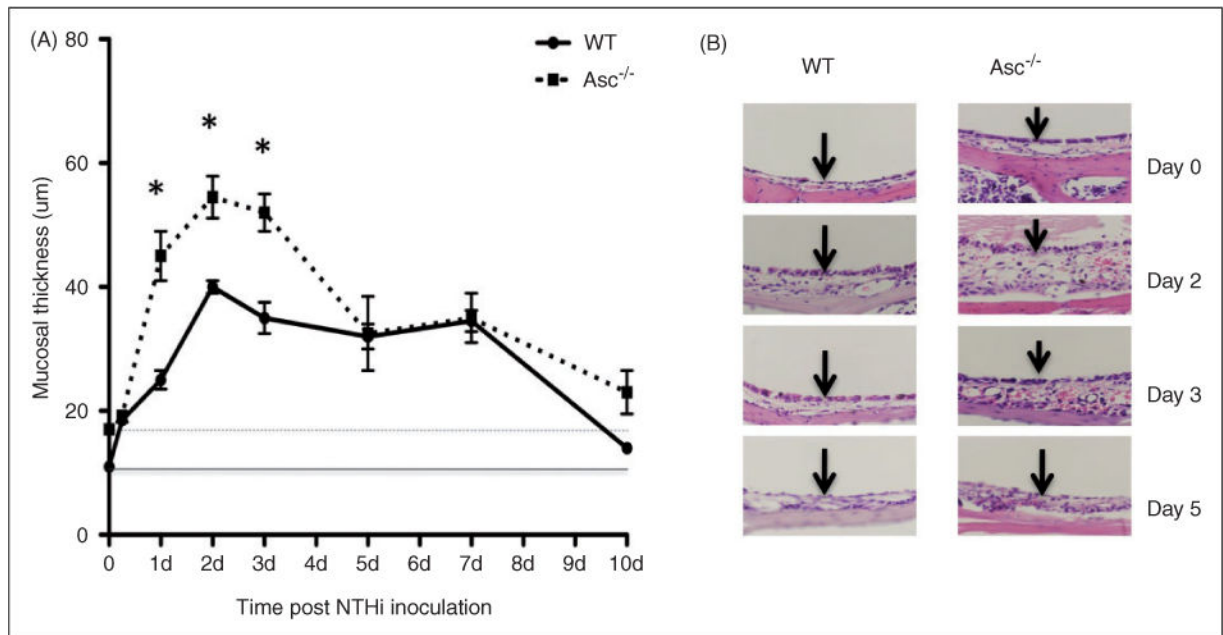 (A)
80
60
40
20
0
Mucosal thickness (um)
WT
Asc-/-
*
*
*
0 1d 2d 3d 4d 5d 6d 7d 8d 9d 10d
Time post NTHi inoculation
(B)
WT Asc-/-
Day 0
Day 2
Day 3
Day 5